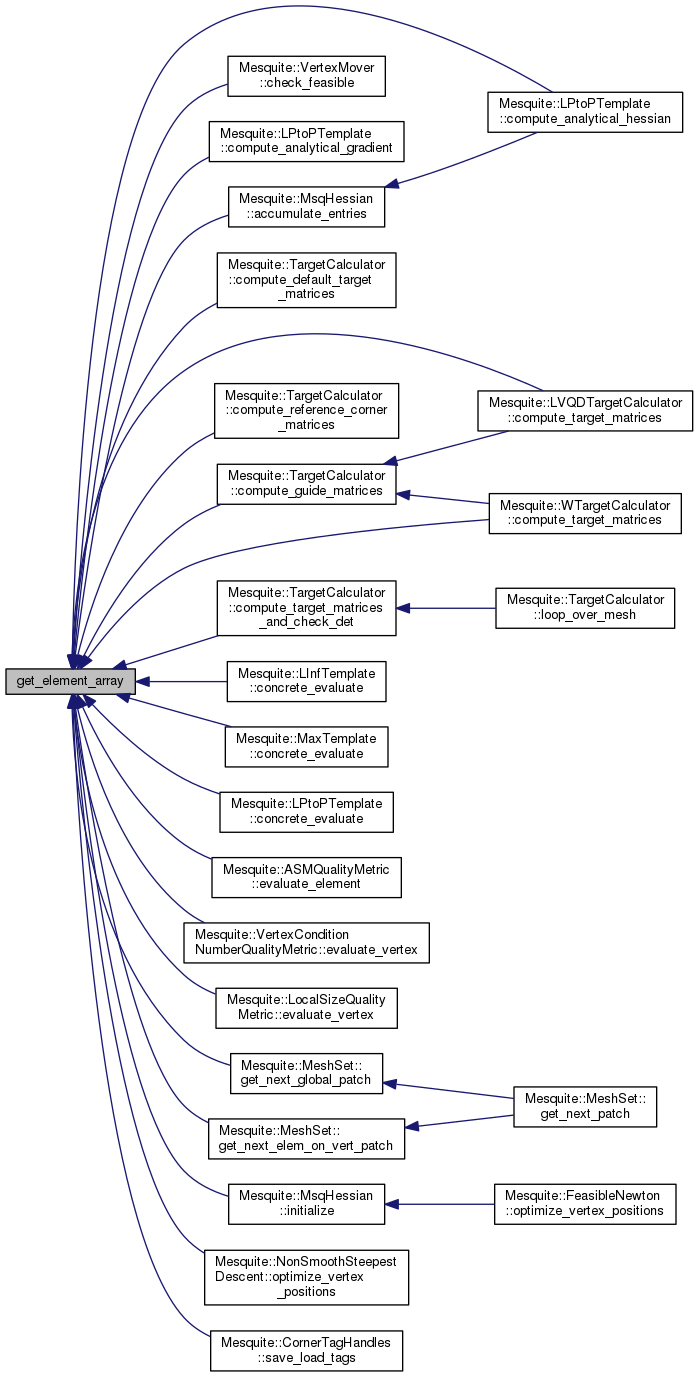 Mesquite::VertexMover
::check_feasible
Mesquite::LPtoPTemplate
::compute_analytical_hessian
Mesquite::LPtoPTemplate
::compute_analytical_gradient
Mesquite::MsqHessian
::accumulate_entries
Mesquite::TargetCalculator
::compute_default_target
_matrices
Mesquite::TargetCalculator
::compute_reference_corner
_matrices
Mesquite::LVQDTargetCalculator
::compute_target_matrices
Mesquite::TargetCalculator
::compute_guide_matrices
Mesquite::WTargetCalculator
::compute_target_matrices
Mesquite::TargetCalculator
::compute_target_matrices
_and_check_det
Mesquite::TargetCalculator
::loop_over_mesh
get_element_array
Mesquite::LInfTemplate
::concrete_evaluate
Mesquite::MaxTemplate
::concrete_evaluate
Mesquite::LPtoPTemplate
::concrete_evaluate
Mesquite::ASMQualityMetric
::evaluate_element
Mesquite::VertexCondition
NumberQualityMetric::evaluate_vertex
Mesquite::LocalSizeQuality
Metric::evaluate_vertex
Mesquite::MeshSet::
get_next_global_patch
Mesquite::MeshSet::
get_next_patch
Mesquite::MeshSet::
get_next_elem_on_vert_patch
Mesquite::MsqHessian
::initialize
Mesquite::FeasibleNewton
::optimize_vertex_positions
Mesquite::NonSmoothSteepest
Descent::optimize_vertex
_positions
Mesquite::CornerTagHandles
::save_load_tags